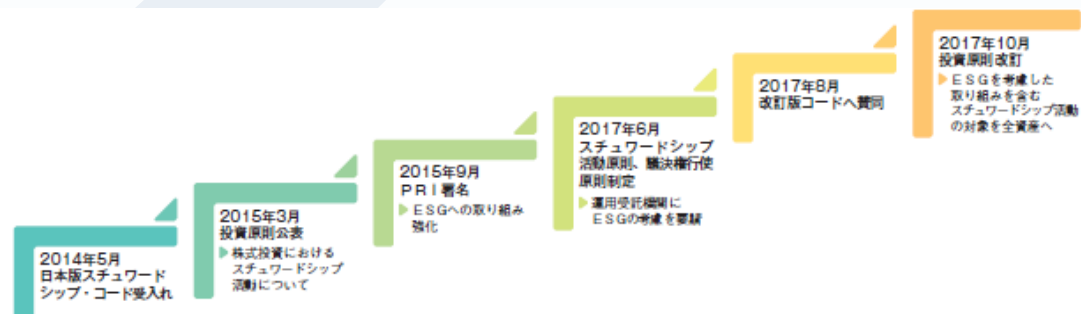 2014年5月
日本版スチュワード
シップ・コード受入れ
2015年3月
投資原則公表
株式投資における
スチュワードシップ
活動について
2015年9月
PRI署名
ESGへの取り組み
強化
2017年6月
スチュワードシップ
活動原則、議決権行使
原則制定
運用受託機関に
ESGの考慮を要請
2017年8月
改訂版コードへ賛同
2017年10月
投資原則改訂
ESGを考慮した
取り組みを含む
スチュワードシップ活動
の対象を全資産へ